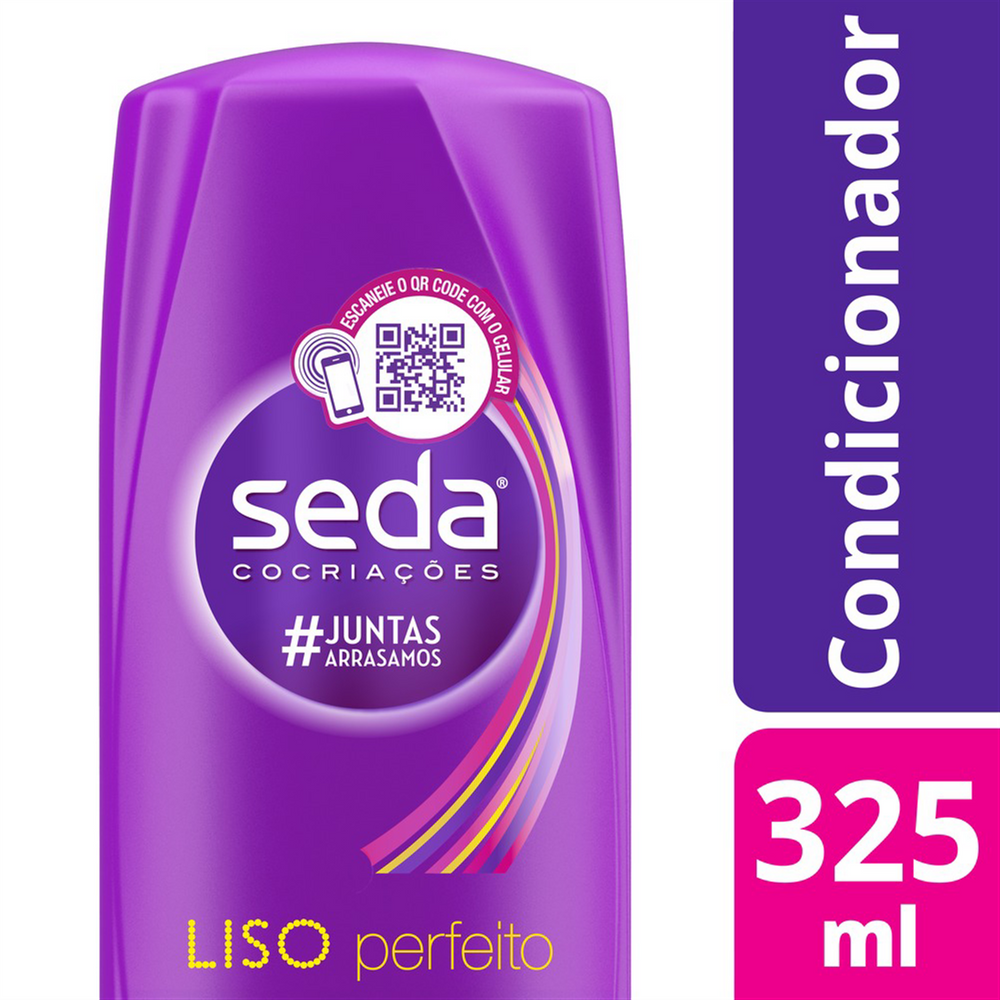 ESCANEIE O QR CODE COM O CELULAR
seda®
COCRIAÇÕES
#JUNTAS
ARRASAMOS
LISO perfeito
Condicionador
325
ml